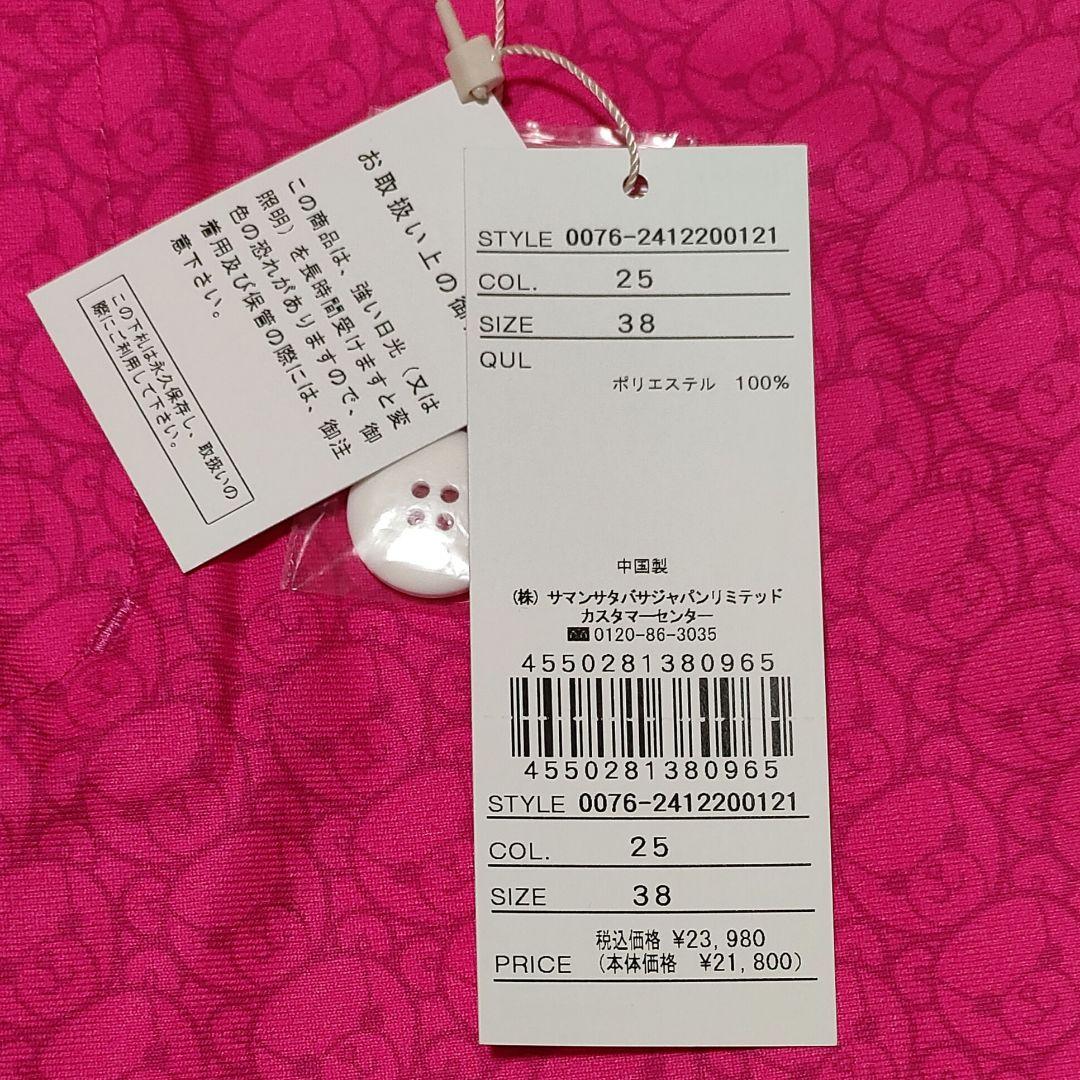 お取扱い上の御
この商品は、強い日光（又は
照明）を長時間受けますと変
色の恐れがありますので、御
着用及び保管の際には、御注
意下さい。
この下札は永久保存し、取扱いの
際にご利用して下さい。
STYLE 0076-2412200121
COL. 25
SIZE 38
QUL
ポリエステル 100%
中国製
(株) サマンサタバサジャパンリミテッド
カスタマーセンター
0120-86-3035
4550281380965
4550281380965
STYLE 0076-2412200121
COL. 25
SIZE 38
税込価格 ¥23,980
PRICE (本体価格 ¥21,800)